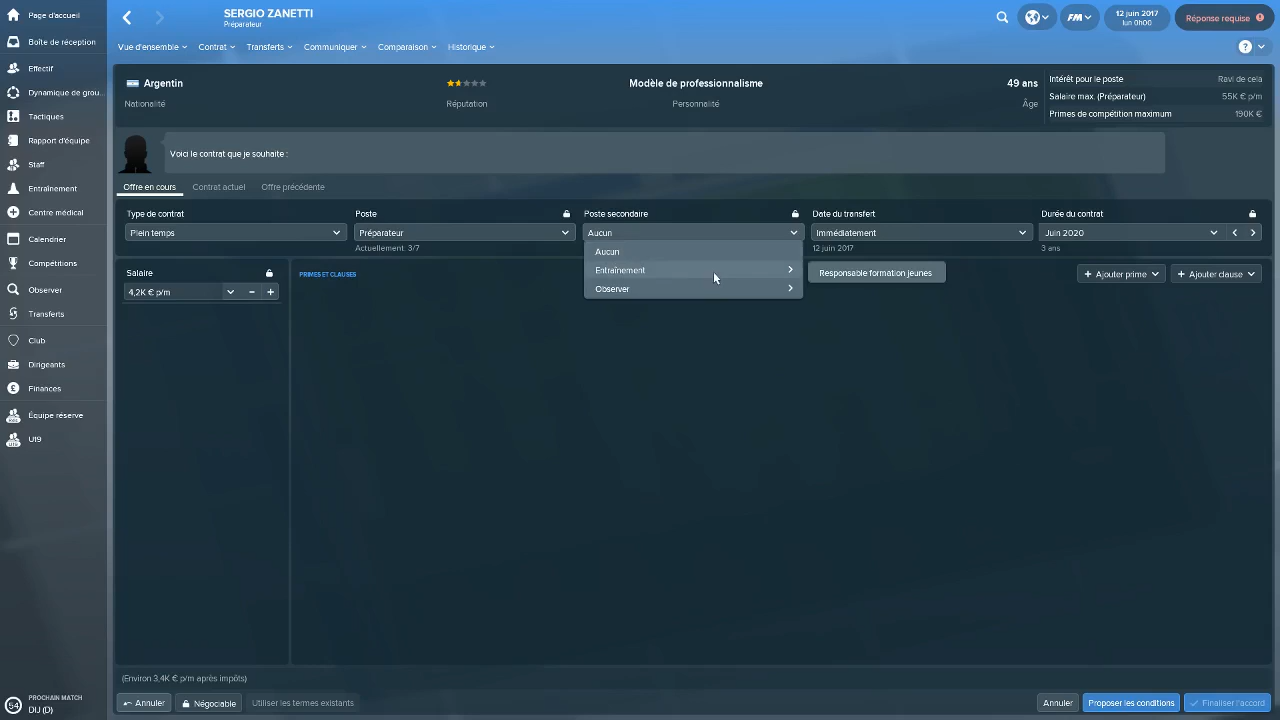 Page d'accueil
Boîte de réception
Effectif
Dynamique de grou...
Tactiques
Rapport d'équipe
Staff
Entraînement
Centre médical
Calendrier
Compétitions
Observer
Transferts
Club
Dirigeants
Finances
Équipe réserve
U19
54
PROCHAIN MATCH
DIJ (D)
SERGIO ZANETTI
Préparateur
FM
12 juin 2017
lun 0h00
Réponse requise
Vue d'ensemble
Contrat
Transferts
Communiquer
Comparaison
Historique
?
Argentin
Nationalité
Réputation
Modèle de professionnalisme
Personnalité
49 ans
Âge
Intérêt pour le poste Ravi de cela
Salaire max. (Préparateur) 55K € p/m
Primes de compétition maximum 190K €
Voici le contrat que je souhaite :
Offre en cours Contrat actuel Offre précédente
Type de contrat
Plein temps
Poste
Préparateur
Actuellement: 3/7
Poste secondaire
Aucun
Aucun
Entraînement
Observer
Responsable formation jeunes
Date du transfert
Immédiatement
12 juin 2017
Durée du contrat
Juin 2020
3 ans
Salaire
4,2K € p/m
PRIMES ET CLAUSES
Ajouter prime
Ajouter clause
(Environ 3,4K € p/m après impôts)
Annuler
Négociable
Utiliser les termes existants
Annuler
Proposer les conditions
Finaliser l'accord